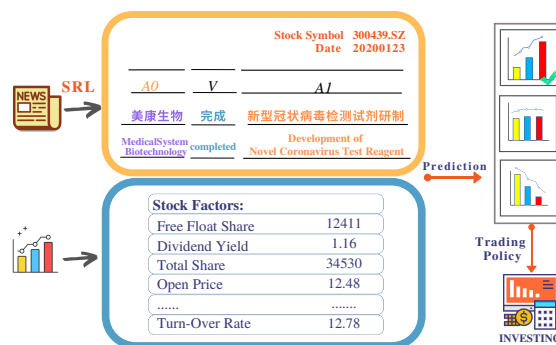 Stock Symbol 300439.SZ
Date 20200123
NEWS
SRL
A0 V A1
美康生物 完成 新型冠状病毒检测试剂研制
MedicalSystem Biotechnology completed Development of Novel Coronavirus Test Reagent
Prediction
Stock Factors:
Free Float Share 12411
Dividend Yield 1.16
Total Share 34530
Open Price 12.48
...... .......
Turn-Over Rate 12.78
Trading
Policy
INVESTING